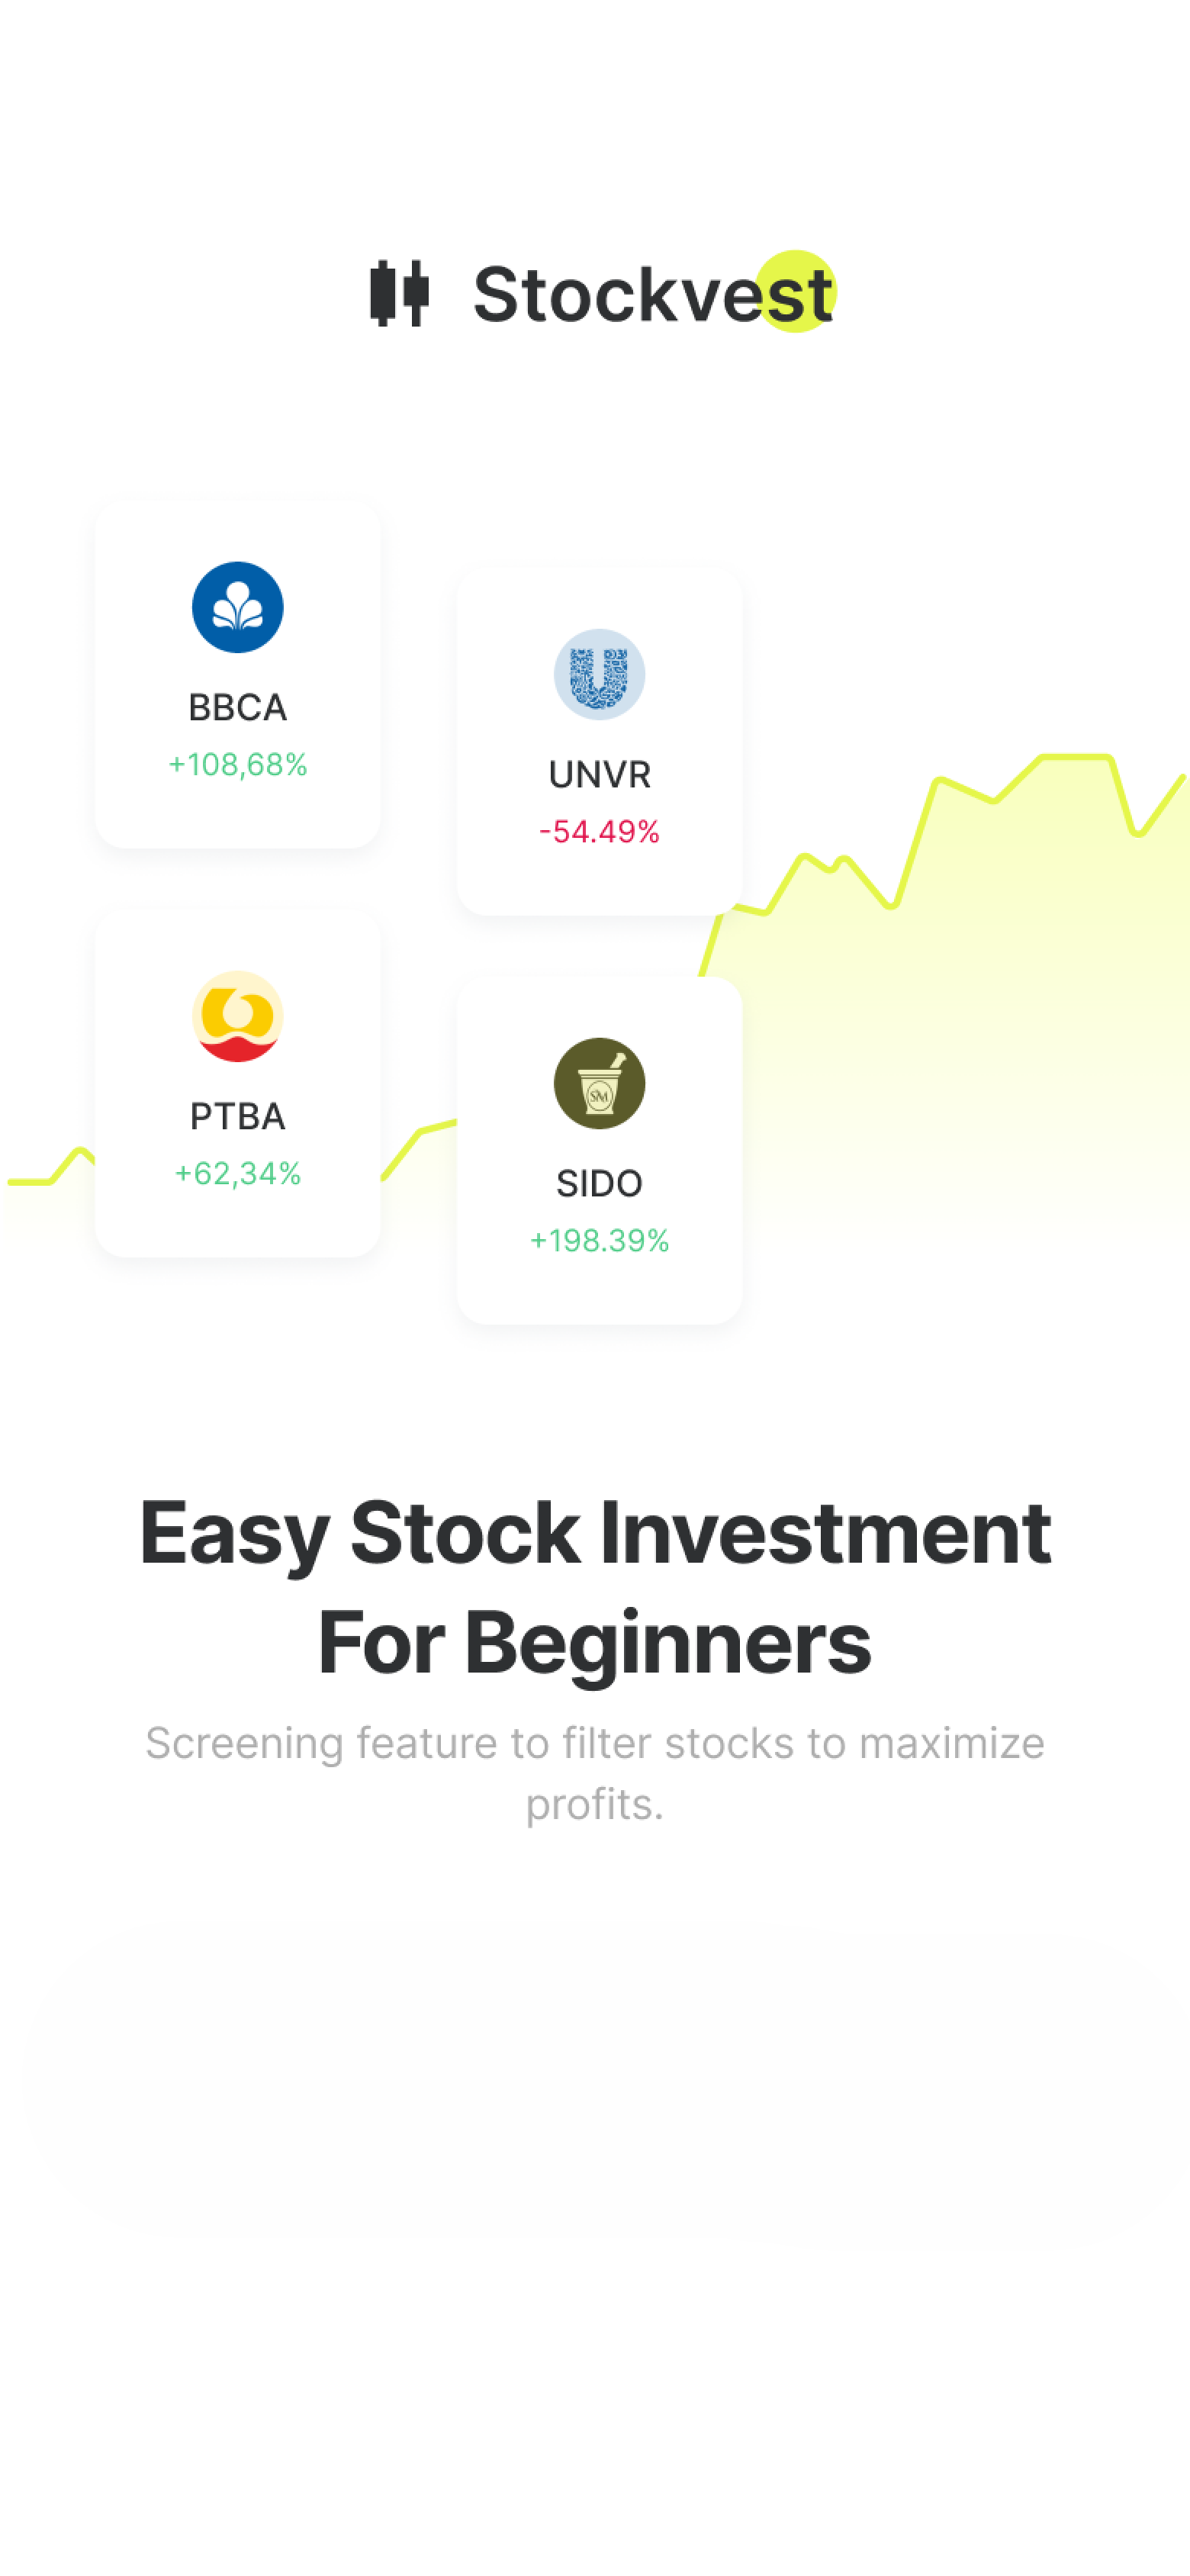 Stockvest
BBCA
+108,68%
UNVR
-54.49%
PTBA
+62,34%
SM
SIDO
+198.39%
Easy Stock Investment
For Beginners
Screening feature to filter stocks to maximize
profits.